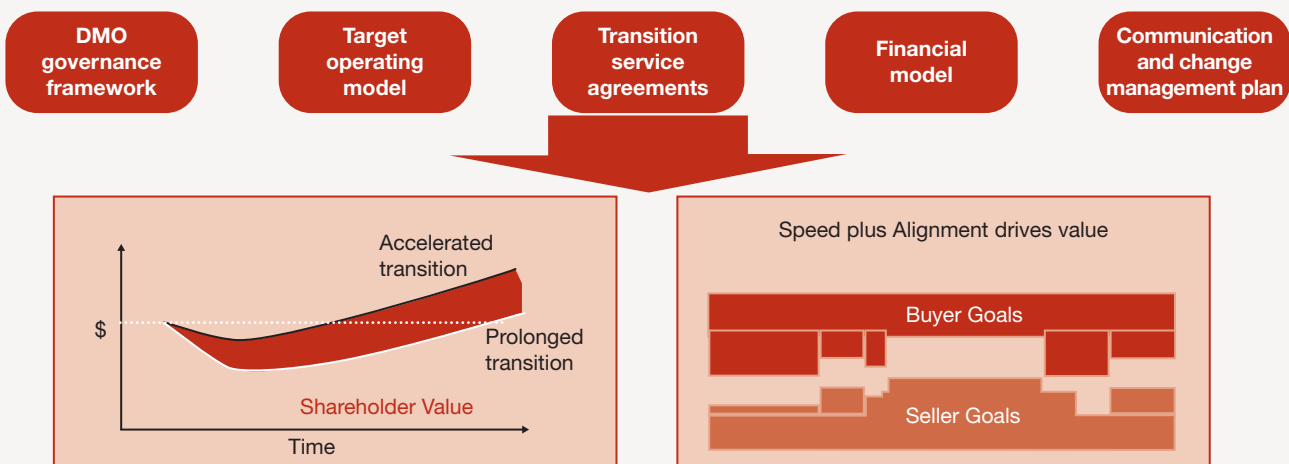 DMO
governance
framework
Target
operating
model
Transition
service
agreements
Financial
model
Communication
and change
management plan
Accelerated
transition
$
Prolonged
transition
Shareholder Value
Time
Speed plus Alignment drives value
Buyer Goals
Seller Goals